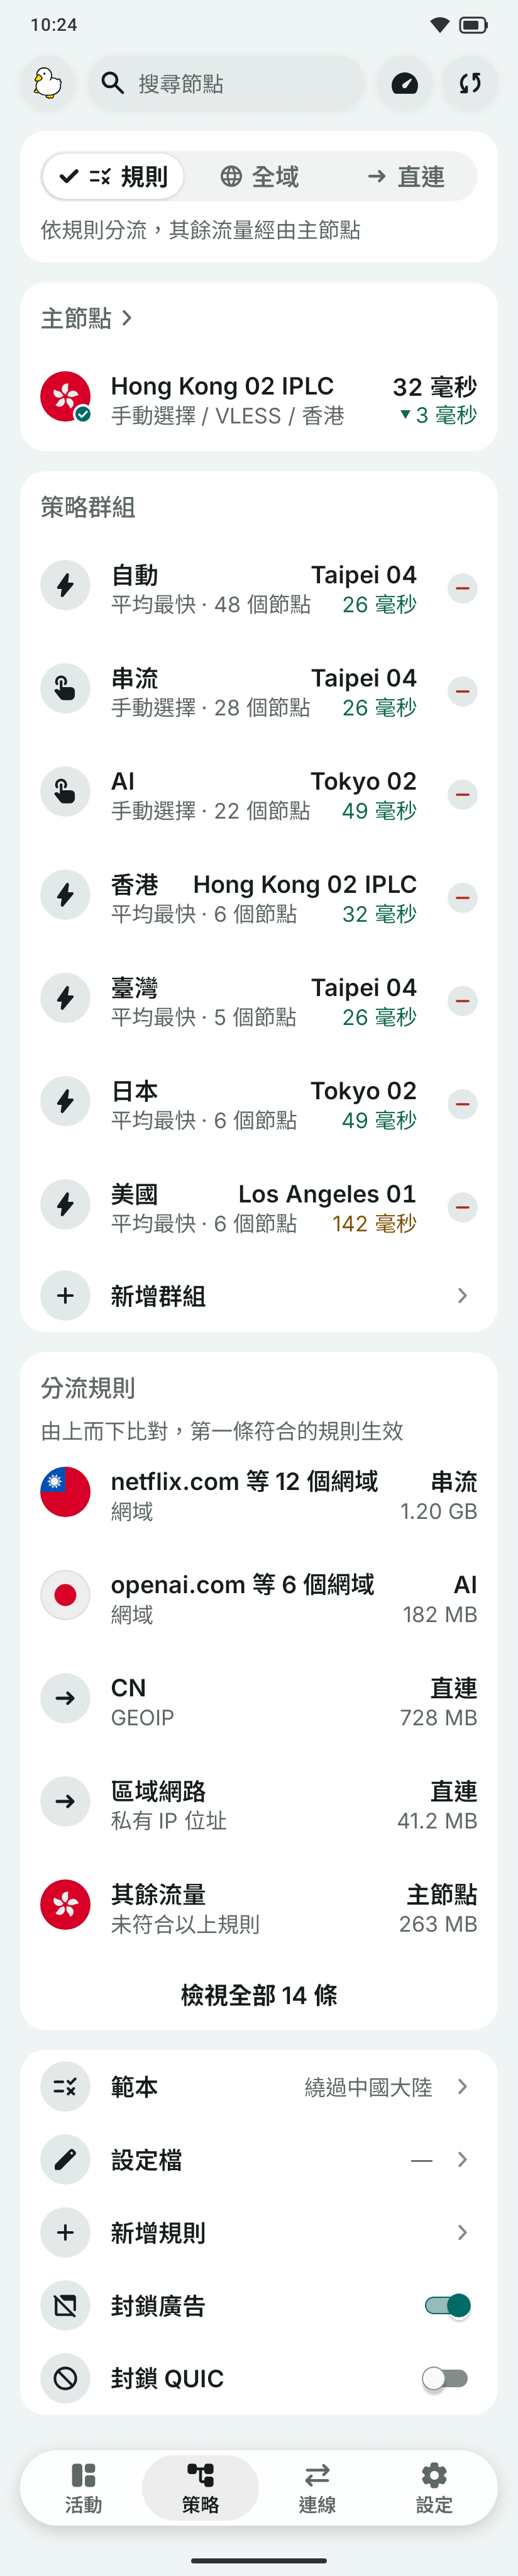 10:24
搜尋節點
規則
全域
直連
依規則分流，其餘流量經由主節點
主節點
Hong Kong 02 IPLC
32 毫秒
手動選擇 / VLESS / 香港
▼3 毫秒
策略群組
自動
Taipei 04
平均最快 · 48 個節點
26 毫秒
串流
Taipei 04
手動選擇 · 28 個節點
26 毫秒
AI
Tokyo 02
手動選擇 · 22 個節點
49 毫秒
香港
Hong Kong 02 IPLC
平均最快 · 6 個節點
32 毫秒
臺灣
Taipei 04
平均最快 · 5 個節點
26 毫秒
日本
Tokyo 02
平均最快 · 6 個節點
49 毫秒
美國
Los Angeles 01
平均最快 · 6 個節點
142 毫秒
新增群組
分流規則
由上而下比對，第一條符合的規則生效
netflix.com 等 12 個網域
串流
網域
1.20 GB
openai.com 等 6 個網域
AI
網域
182 MB
CN
直連
GEOIP
728 MB
區域網路
直連
私有 IP 位址
41.2 MB
其餘流量
主節點
未符合以上規則
263 MB
檢視全部 14 條
範本
繞過中國大陸
設定檔
—
新增規則
封鎖廣告
封鎖 QUIC
活動
策略
連線
設定